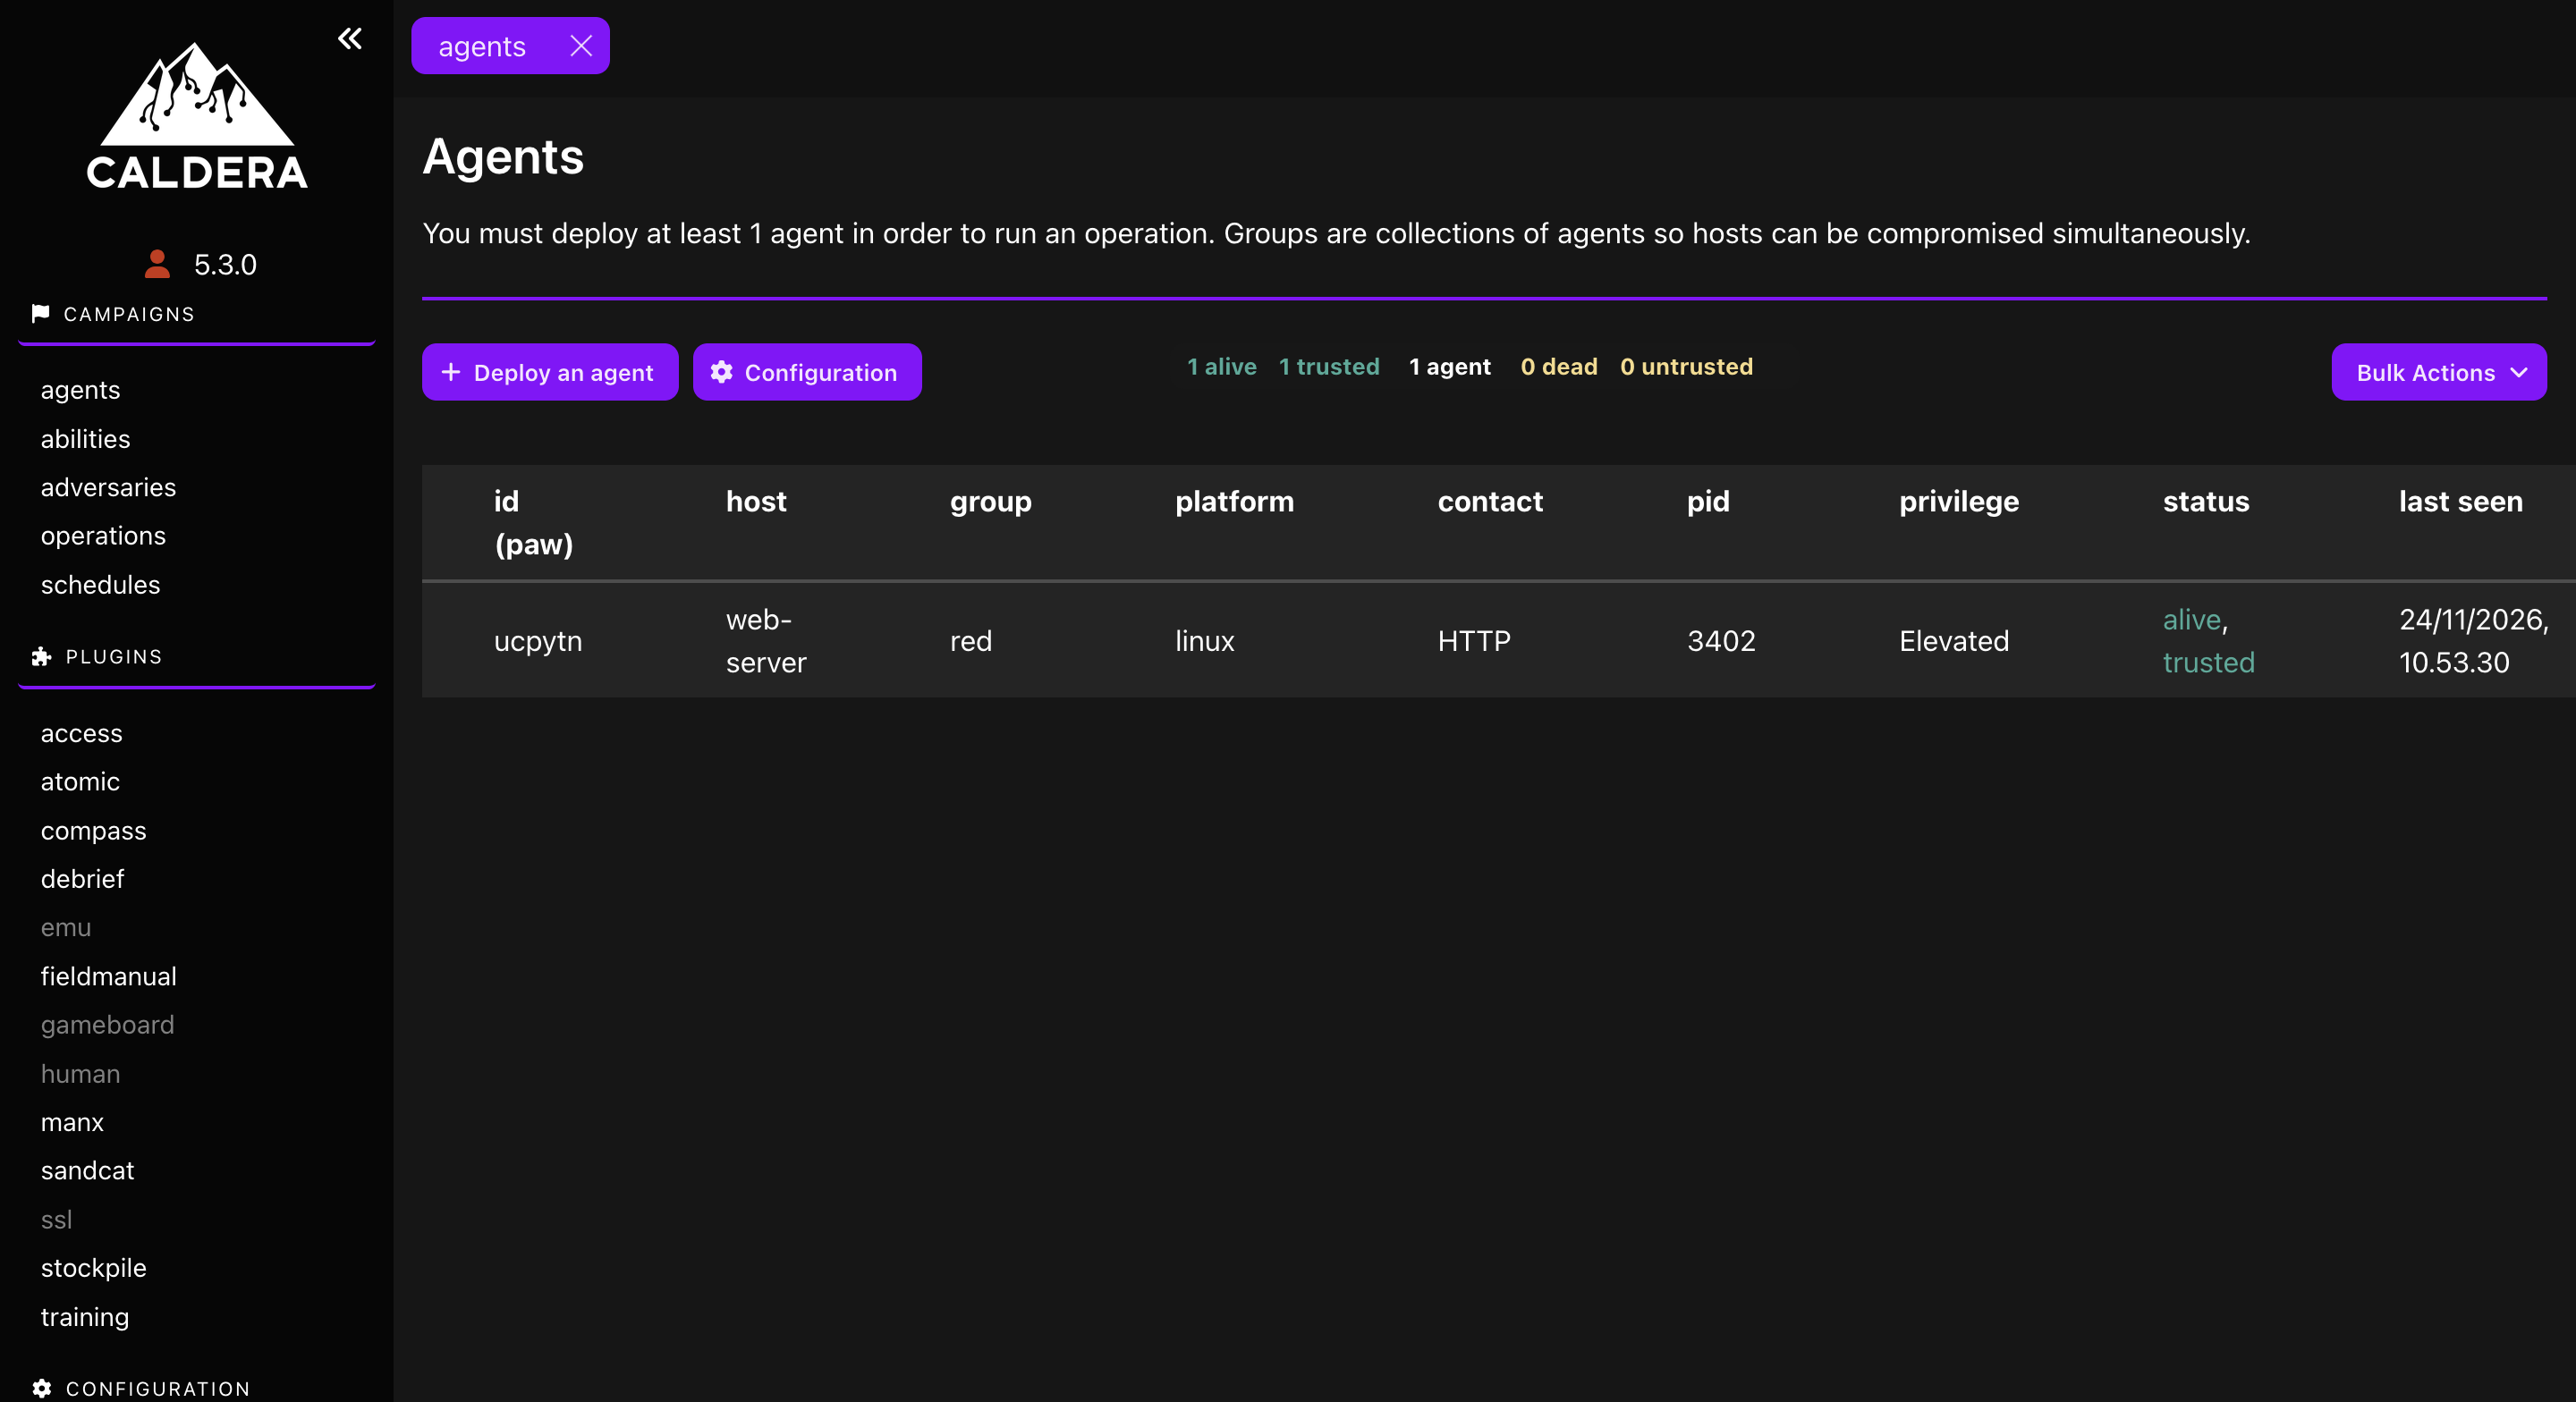 CALDERA
5.3.0
CAMPAIGNS
agents
abilities
adversaries
operations
schedules
PLUGINS
access
atomic
compass
debrief
emu
fieldmanual
gameboard
human
manx
sandcat
ssl
stockpile
training
CONFIGURATION
agents
Agents
You must deploy at least 1 agent in order to run an operation. Groups are collections of agents so hosts can be compromised simultaneously.
Deploy an agent
Configuration
1 alive 1 trusted 1 agent 0 dead 0 untrusted
Bulk Actions
id (paw) host group platform contact pid privilege status last seen
ucpytn web-server red linux HTTP 3402 Elevated alive, trusted 24/11/2026, 10.53.30